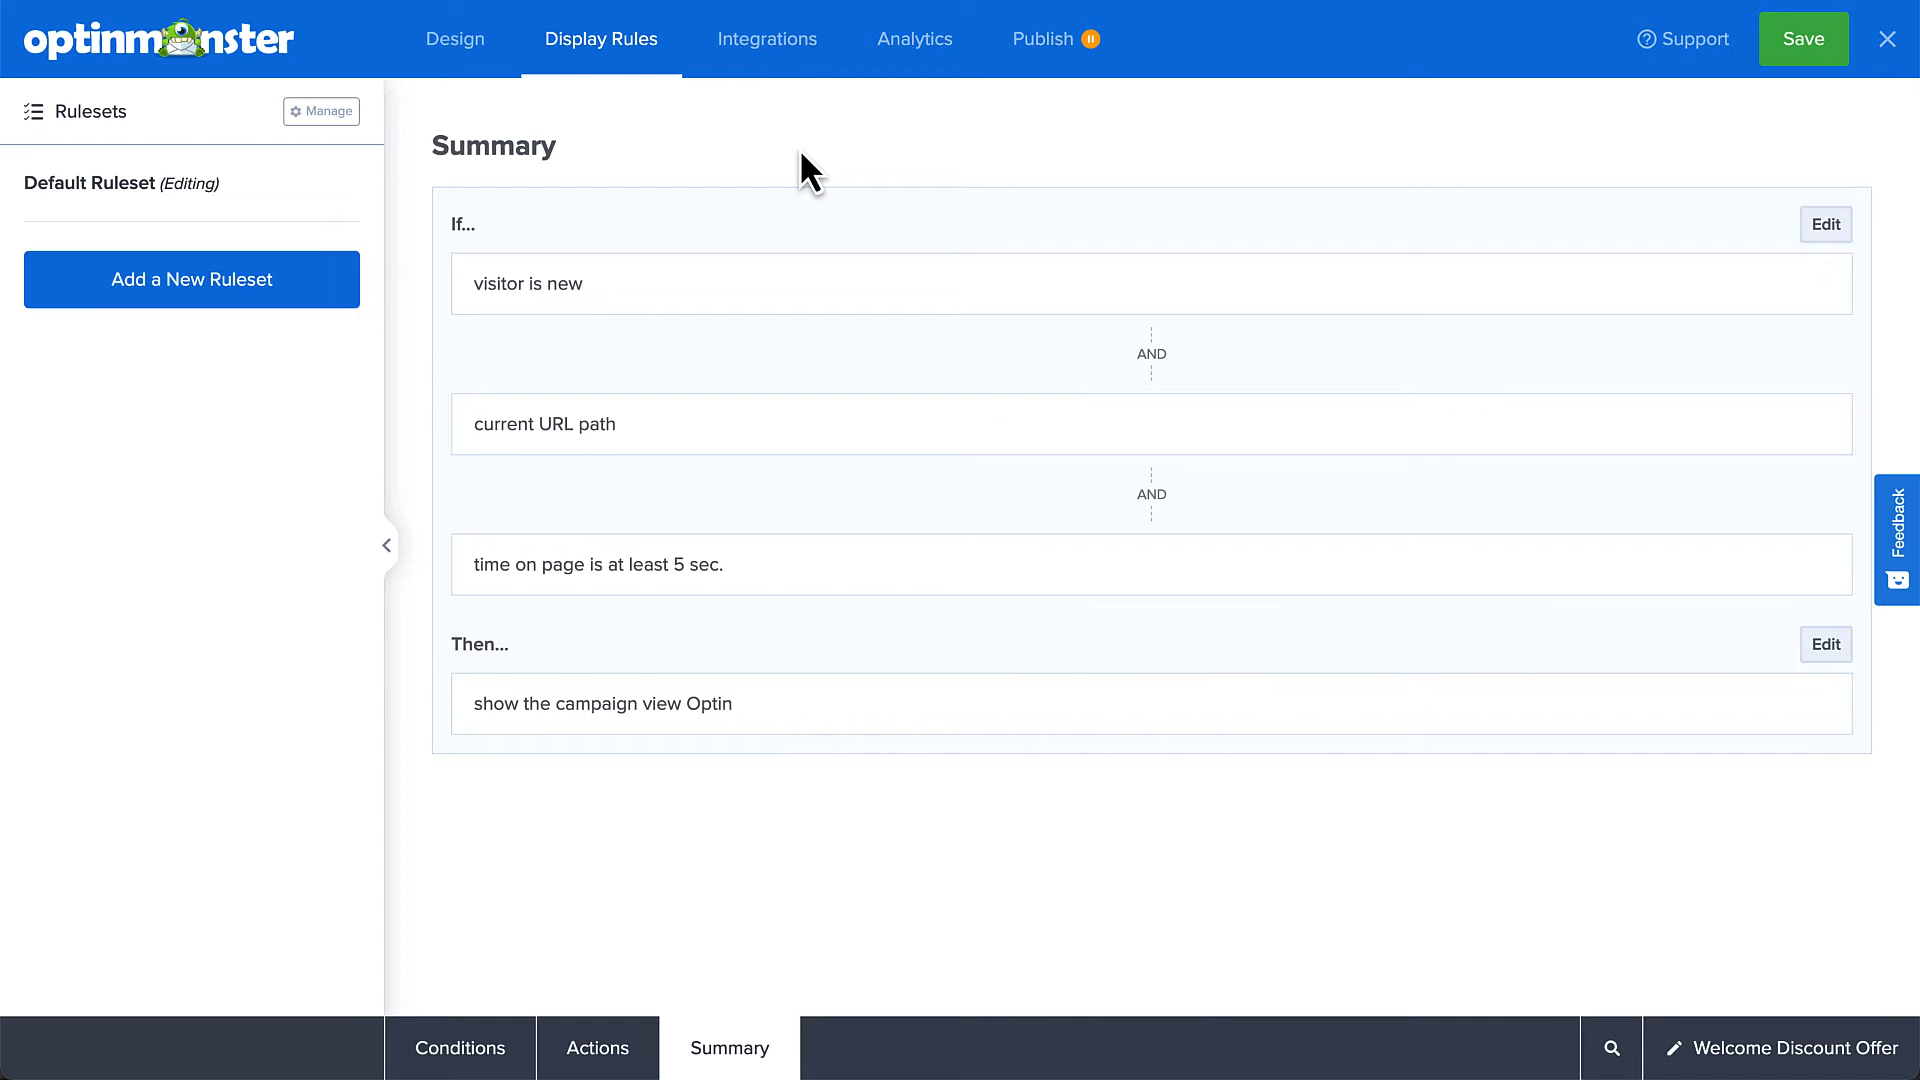 optinmonster
Design
Display Rules
Integrations
Analytics
Publish
Support
Save
Rulesets
Manage
Default Ruleset (Editing)
Add a New Ruleset
Summary
If...
Edit
visitor is new
AND
current URL path
AND
time on page is at least 5 sec.
Then...
Edit
show the campaign view Optin
Feedback
Conditions
Actions
Summary
Welcome Discount Offer